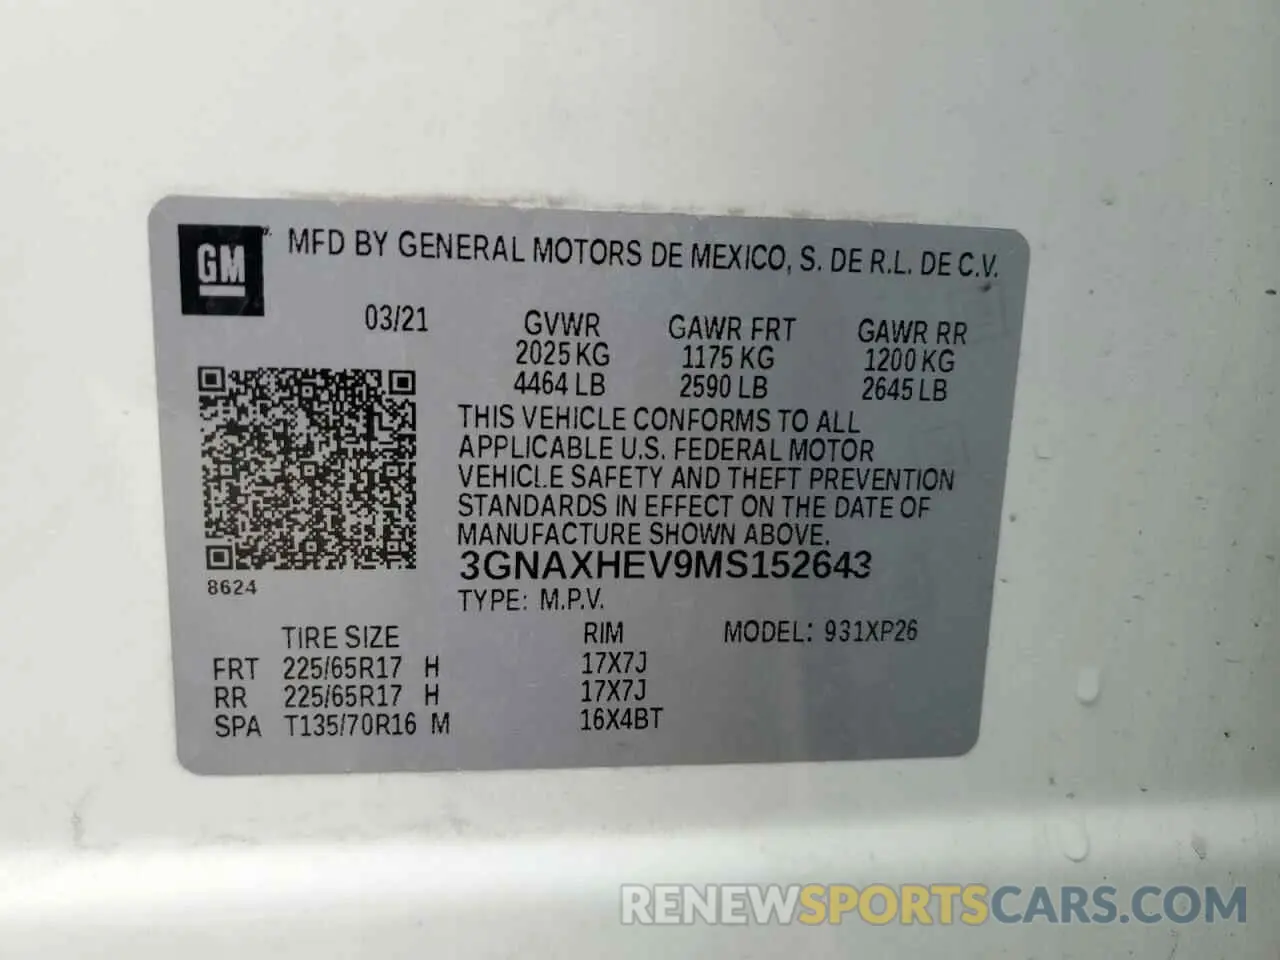 GM
MFD BY GENERAL MOTORS DE MEXICO, S. DE R.L. DE C.V.
03/21
GVWR GAWR FRT GAWR RR
2025 KG 1175 KG 1200 KG
4464 LB 2590 LB 2645 LB
THIS VEHICLE CONFORMS TO ALL
APPLICABLE U.S. FEDERAL MOTOR
VEHICLE SAFETY AND THEFT PREVENTION
STANDARDS IN EFFECT ON THE DATE OF
MANUFACTURE SHOWN ABOVE.
3GNAXHEV9MS152643
8624
TYPE: M.P.V.
TIRE SIZE RIM MODEL: 931XP26
FRT 225/65R17 H 17X7J
RR 225/65R17 H 17X7J
SPA T135/70R16 M 16X4BT
RENEWSPORTSCARS.COM